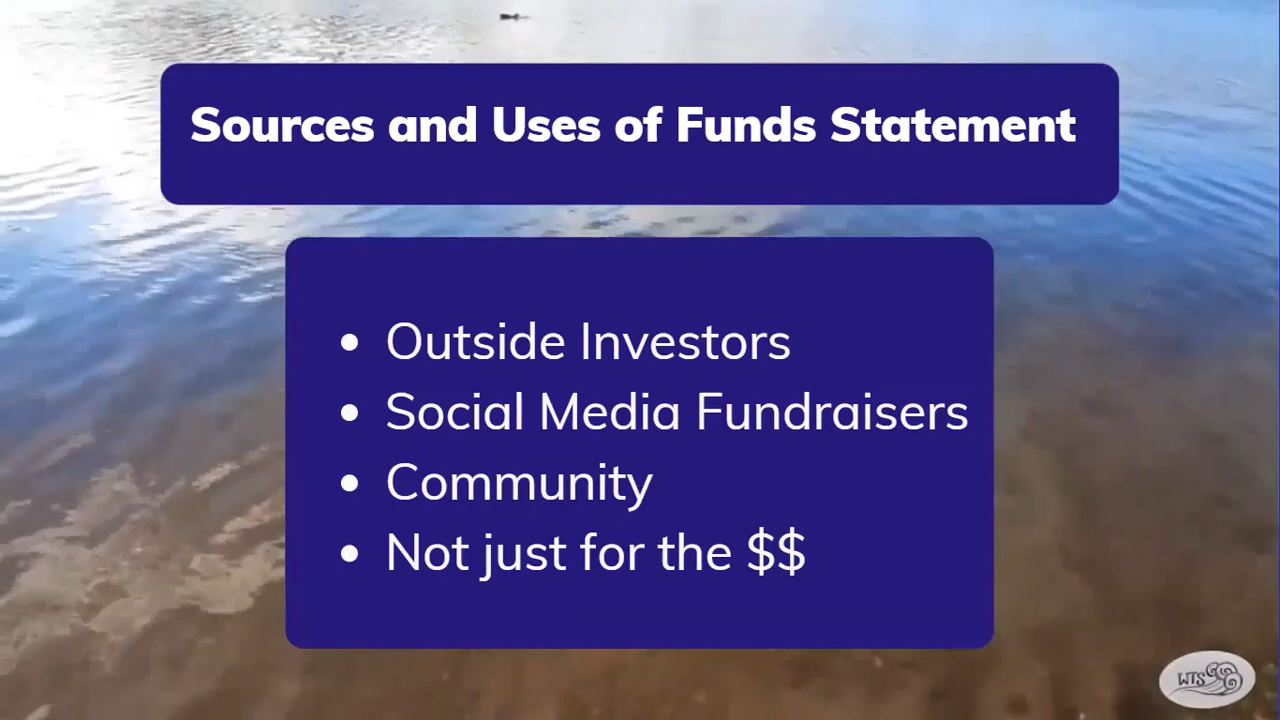 Sources and Uses of Funds Statement
• Outside Investors
• Social Media Fundraisers
• Community
• Not just for the $$
WTS